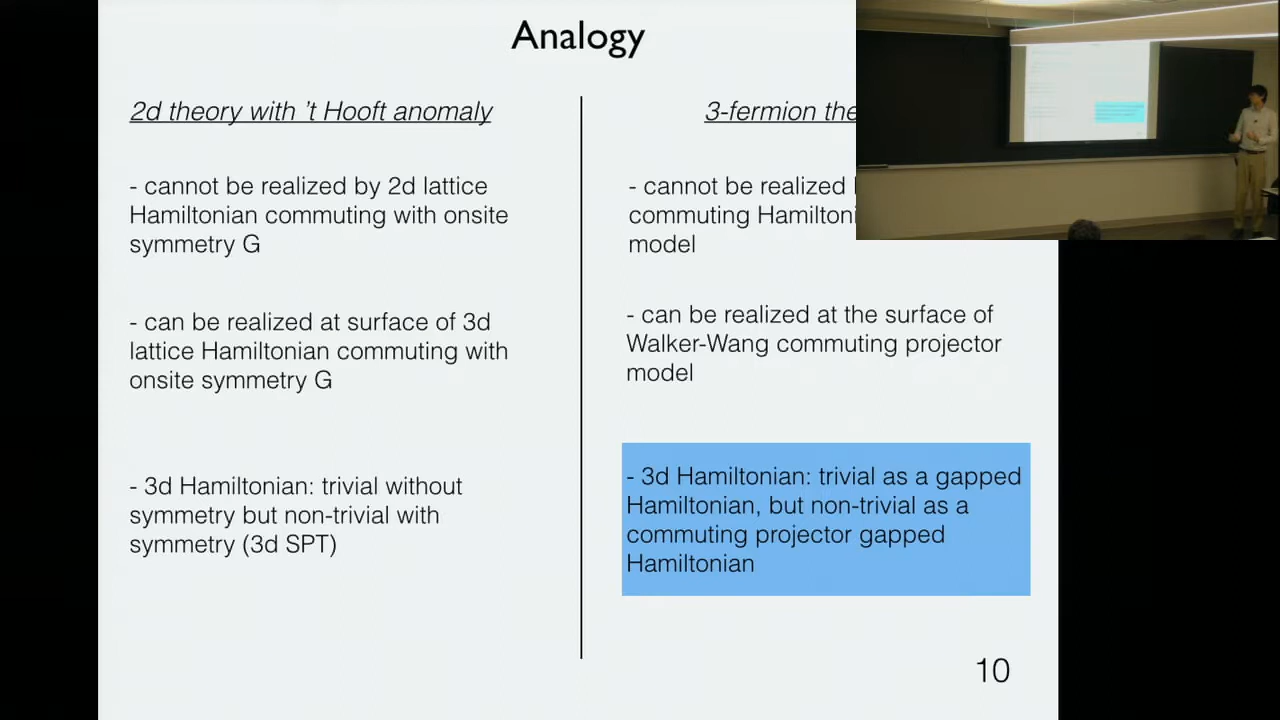 Analogy
2d theory with 't Hooft anomaly
- cannot be realized by 2d lattice
Hamiltonian commuting with onsite
symmetry G
- can be realized at surface of 3d
lattice Hamiltonian commuting with
onsite symmetry G
- 3d Hamiltonian: trivial without
symmetry but non-trivial with
symmetry (3d SPT)
3-fermion
- cannot be realized
commuting
model
- can be realized at the surface of
Walker-Wang commuting projector
model
- 3d Hamiltonian: trivial as a gapped
Hamiltonian, but non-trivial as a
commuting projector gapped
Hamiltonian
10